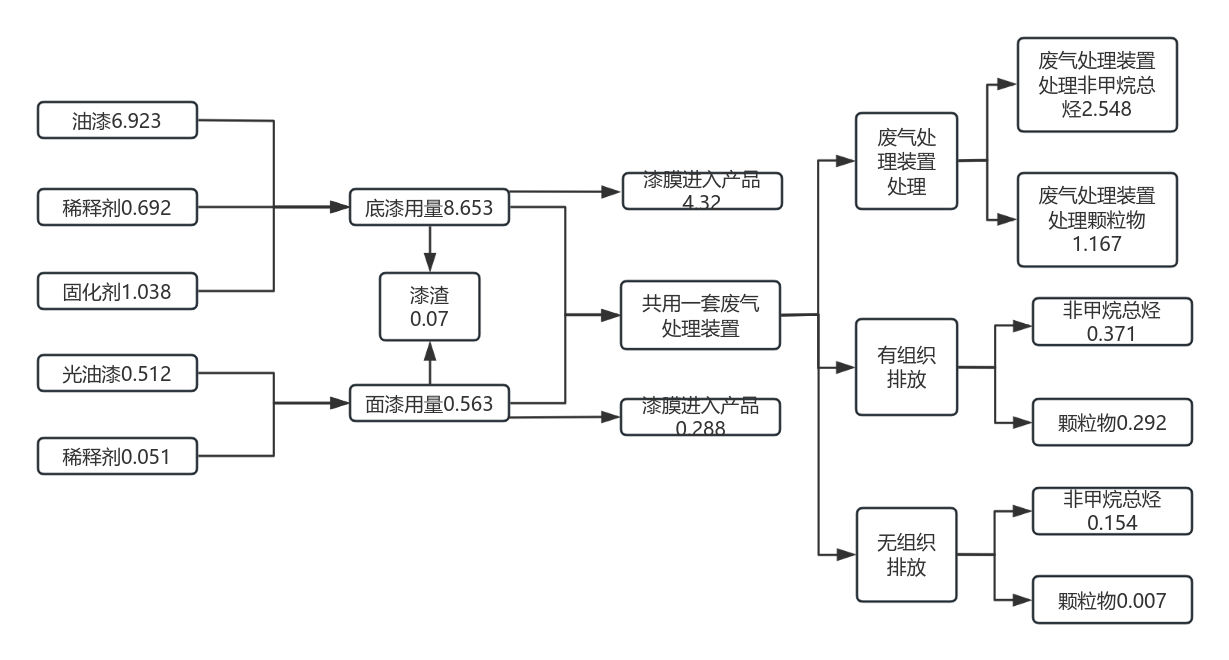 油漆6.923
稀释剂0.692
固化剂1.038
光油漆0.512
稀释剂0.051
底漆用量8.653
漆渣
0.07
面漆用量0.563
漆膜进入产品
4.32
共用一套废气
处理装置
漆膜进入产品
0.288
废气处
理装置
处理
有组织
排放
无组织
排放
废气处理装置
处理非甲烷总
烃2.548
废气处理装置
处理颗粒物
1.167
非甲烷总烃
0.371
颗粒物0.292
非甲烷总烃
0.154
颗粒物0.007